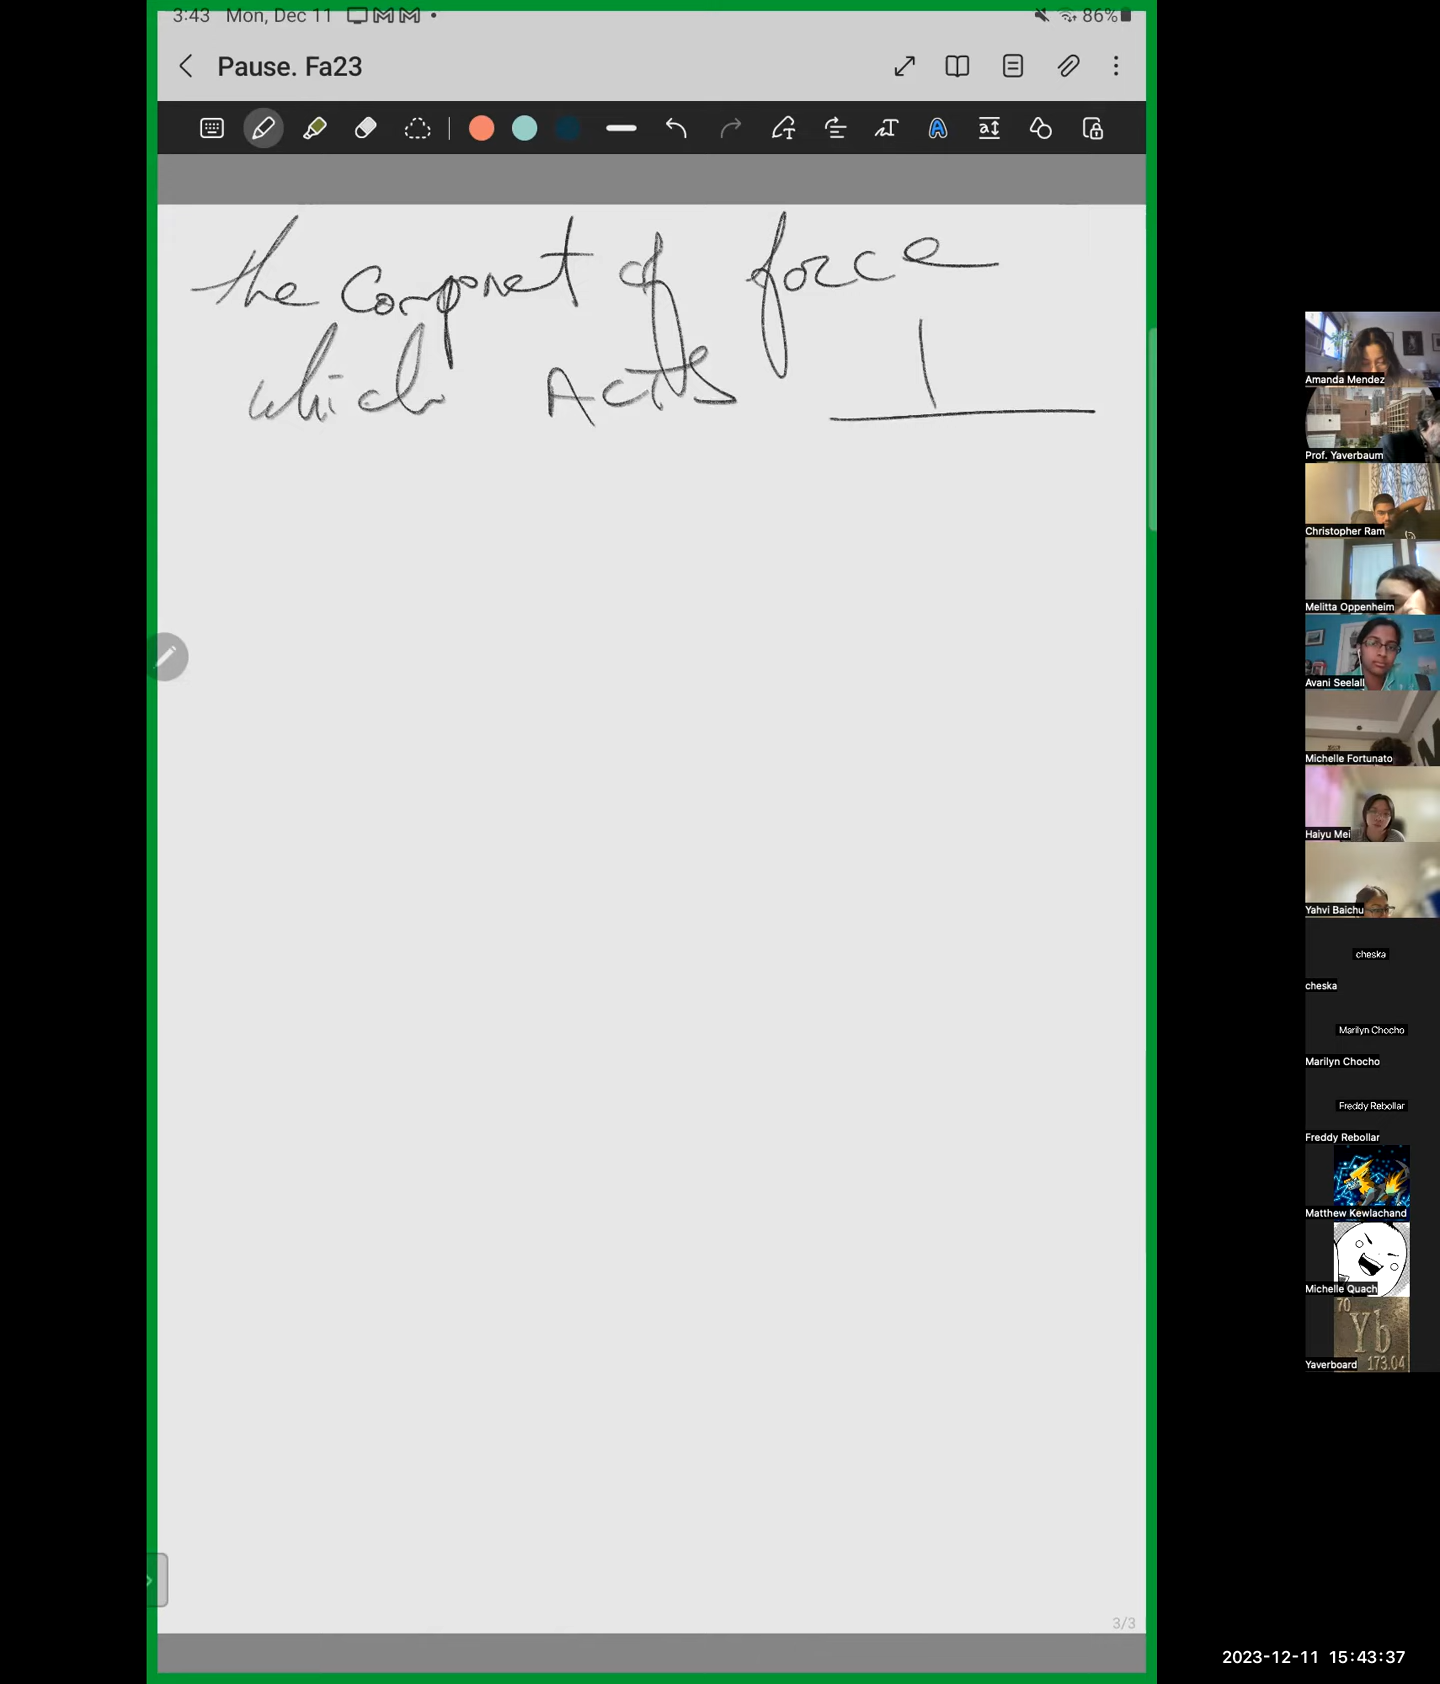 3:43 Mon, Dec 11
86%
Pause. Fa23
the componet of force
which Acts ⊥
3/3
Amanda Mendez
Prof. Yaverbaum
Christopher Ram
Melitta Oppenheim
Avani Seelall
Michelle Fortunato
Haiyu Mei
Yahvi Baichu
cheska
cheska
Marilyn Chocho
Marilyn Chocho
Freddy Rebollar
Freddy Rebollar
Matthew Kewlachand
Michelle Quach
70
Yb
Yaverboard 173.04
2023-12-11 15:43:37